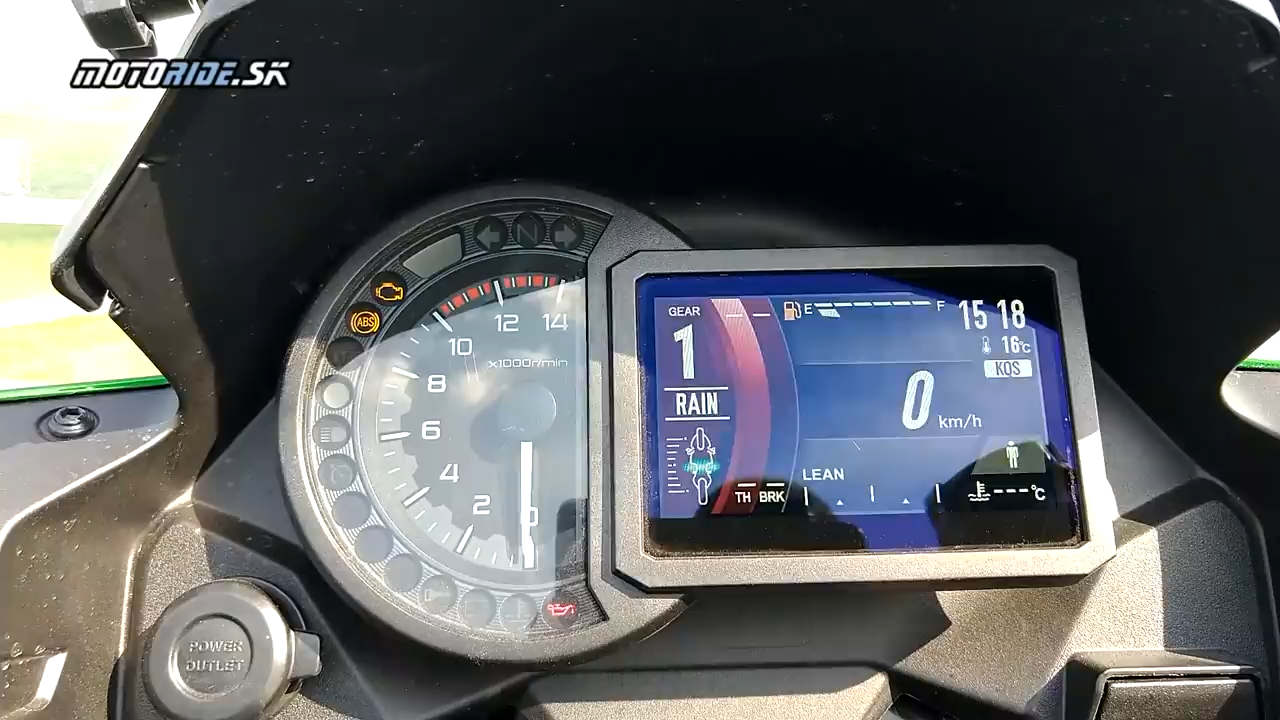 MOTORIDE.SK
N
ABS
14
12
10
x1000r/min
8
6
4
2
0
GEAR
1
RAIN
E
F
15 18
16°C
KQS
0
km/h
LEAN
TH BRK
---°C
POWER
OUTLET